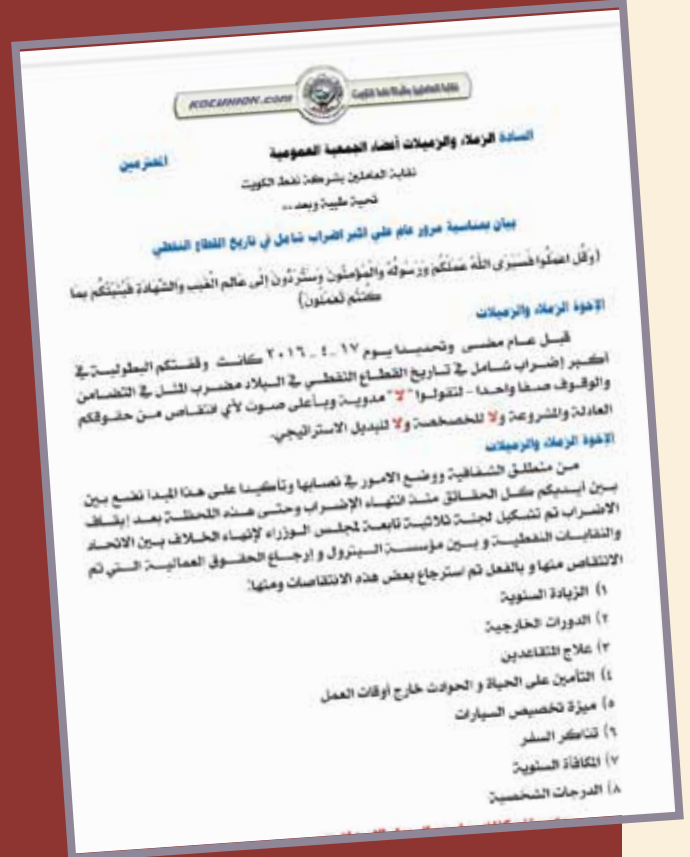 KOCUNION.com
نقابة العاملين بشركة نفط الكويت
السادة الزملاء والزميلات أعضاء الجمعية العمومية المحترمين
نقابة العاملين بشركة نفط الكويت
تحية طيبة وبعد ،،،
بيان بمناسبة مرور عام على اكبر اضراب شامل في تاريخ القطاع النفطي
(وَقُلِ اعْمَلُوا فَسَيَرَى اللَّهُ عَمَلَكُمْ وَرَسُولُهُ وَالْمُؤْمِنُونَ وَسَتُرَدُّونَ إِلَى عَالِمِ الْغَيْبِ وَالشَّهَادَةِ فَيُنَبِّئُكُم بِمَا
كُنتُمْ تَعْمَلُونَ)
الإخوة الزملاء والزميلات
قبل عام مضى وتحديدا يوم ١٧ _ ٤ _ ٢٠١٦ كانت وقفتكم البطولية في
أكبر إضراب شامل في تاريخ القطاع النفطي في البلاد مضرب المثل في التضامن
والوقوف صفا واحدا - لتقولوا "لا" مدوية وبأعلى صوت لأي انتقاص من حقوقكم
العادلة والمشروعة ولا للخصخصة ولا للبديل الاستراتيجي.
الإخوة الزملاء والزميلات
من منطلق الشفافية ووضع الامور في نصابها وتأكيدا على هذا المبدأ نضع بين
بين أيديكم كل الحقائق منذ انتهاء الإضراب وحتى هذه اللحظة بعد إيقاف
الاضراب تم تشكيل لجنة ثلاثية تابعة لمجلس الوزراء لإنهاء الخلاف بين الاتحاد
والنقابات النفطية و بين مؤسسة البترول و إرجاع الحقوق العمالية التي تم
الانتقاص منها و بالفعل تم استرجاع بعض هذه الانتقاصات ومنها:
١) الزيادة السنوية
٢) الدورات الخارجية
٣) علاج المتقاعدين
٤) التأمين على الحياة و الحوادث خارج أوقات العمل
٥) ميزة تخصيص السيارات
٦) تذاكر السفر
٧) المكافأة السنوية
٨) الدرجات الشخصية